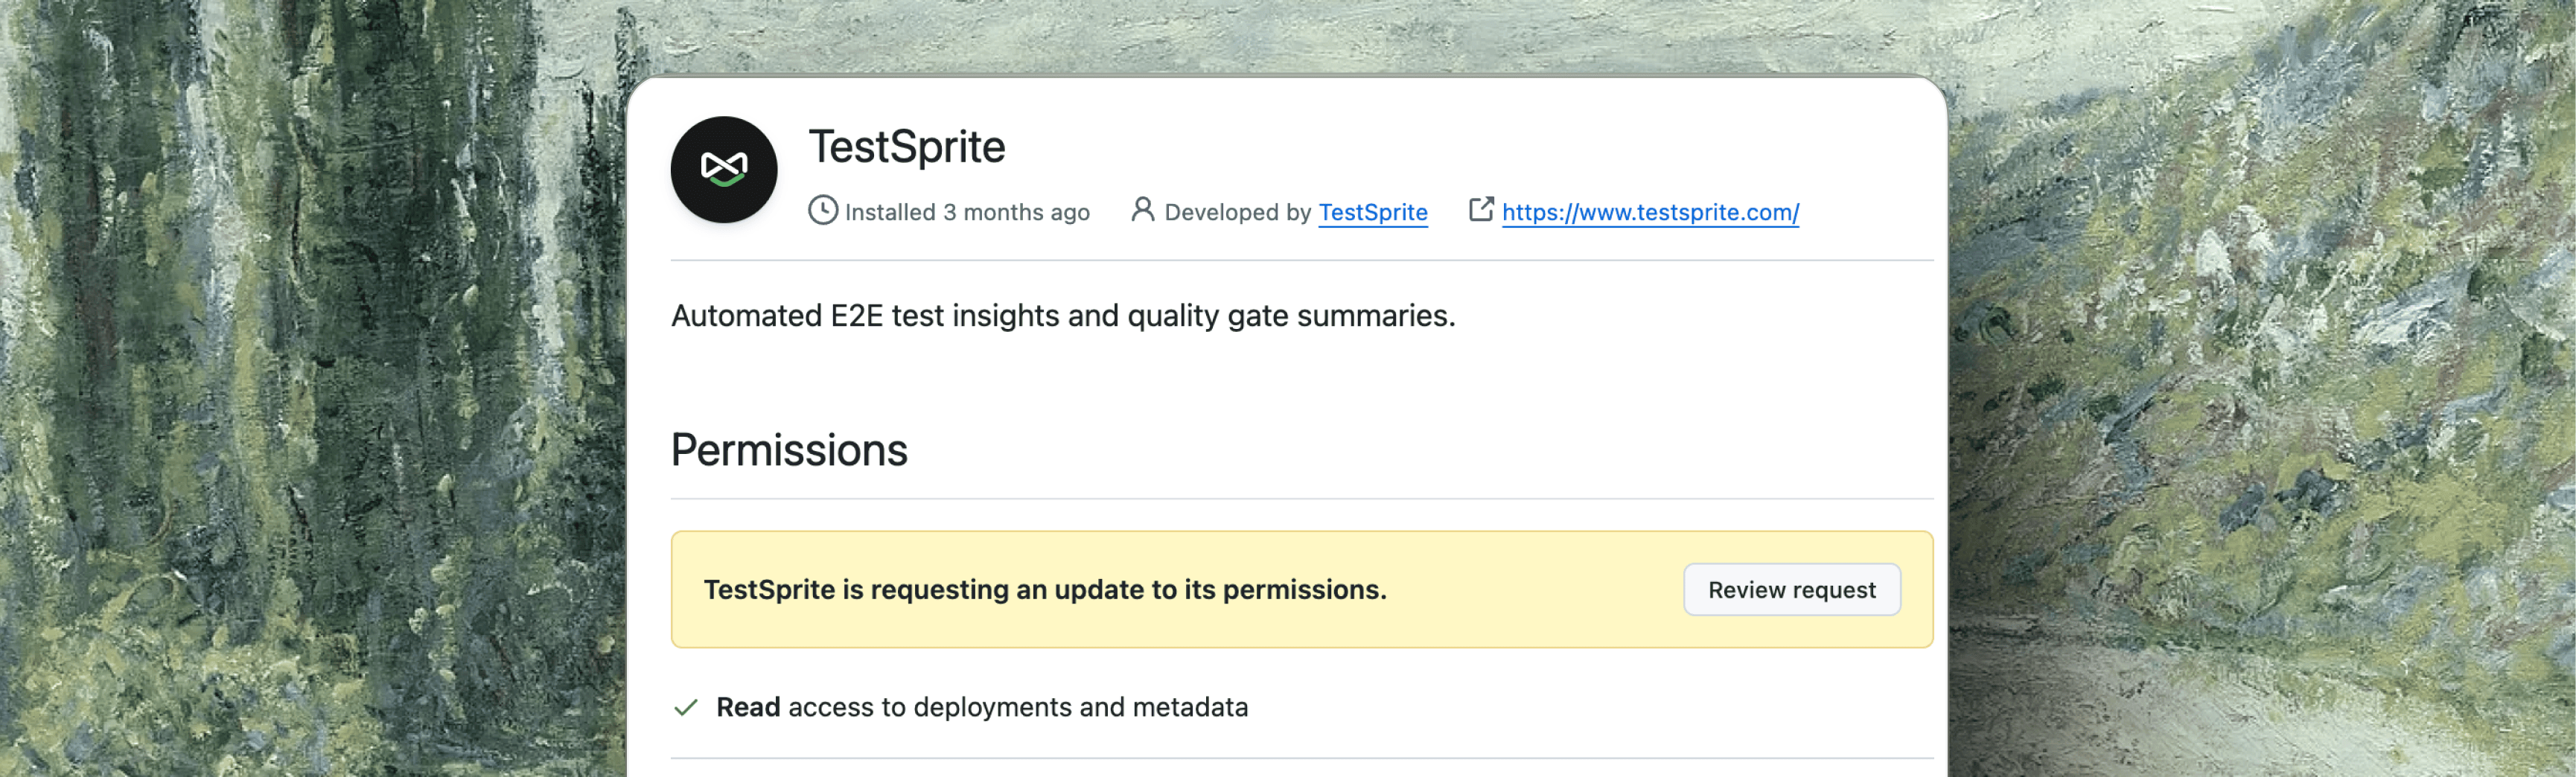 TestSprite
Installed 3 months ago Developed by TestSprite https://www.testsprite.com/
Automated E2E test insights and quality gate summaries.
Permissions
TestSprite is requesting an update to its permissions. Review request
Read access to deployments and metadata